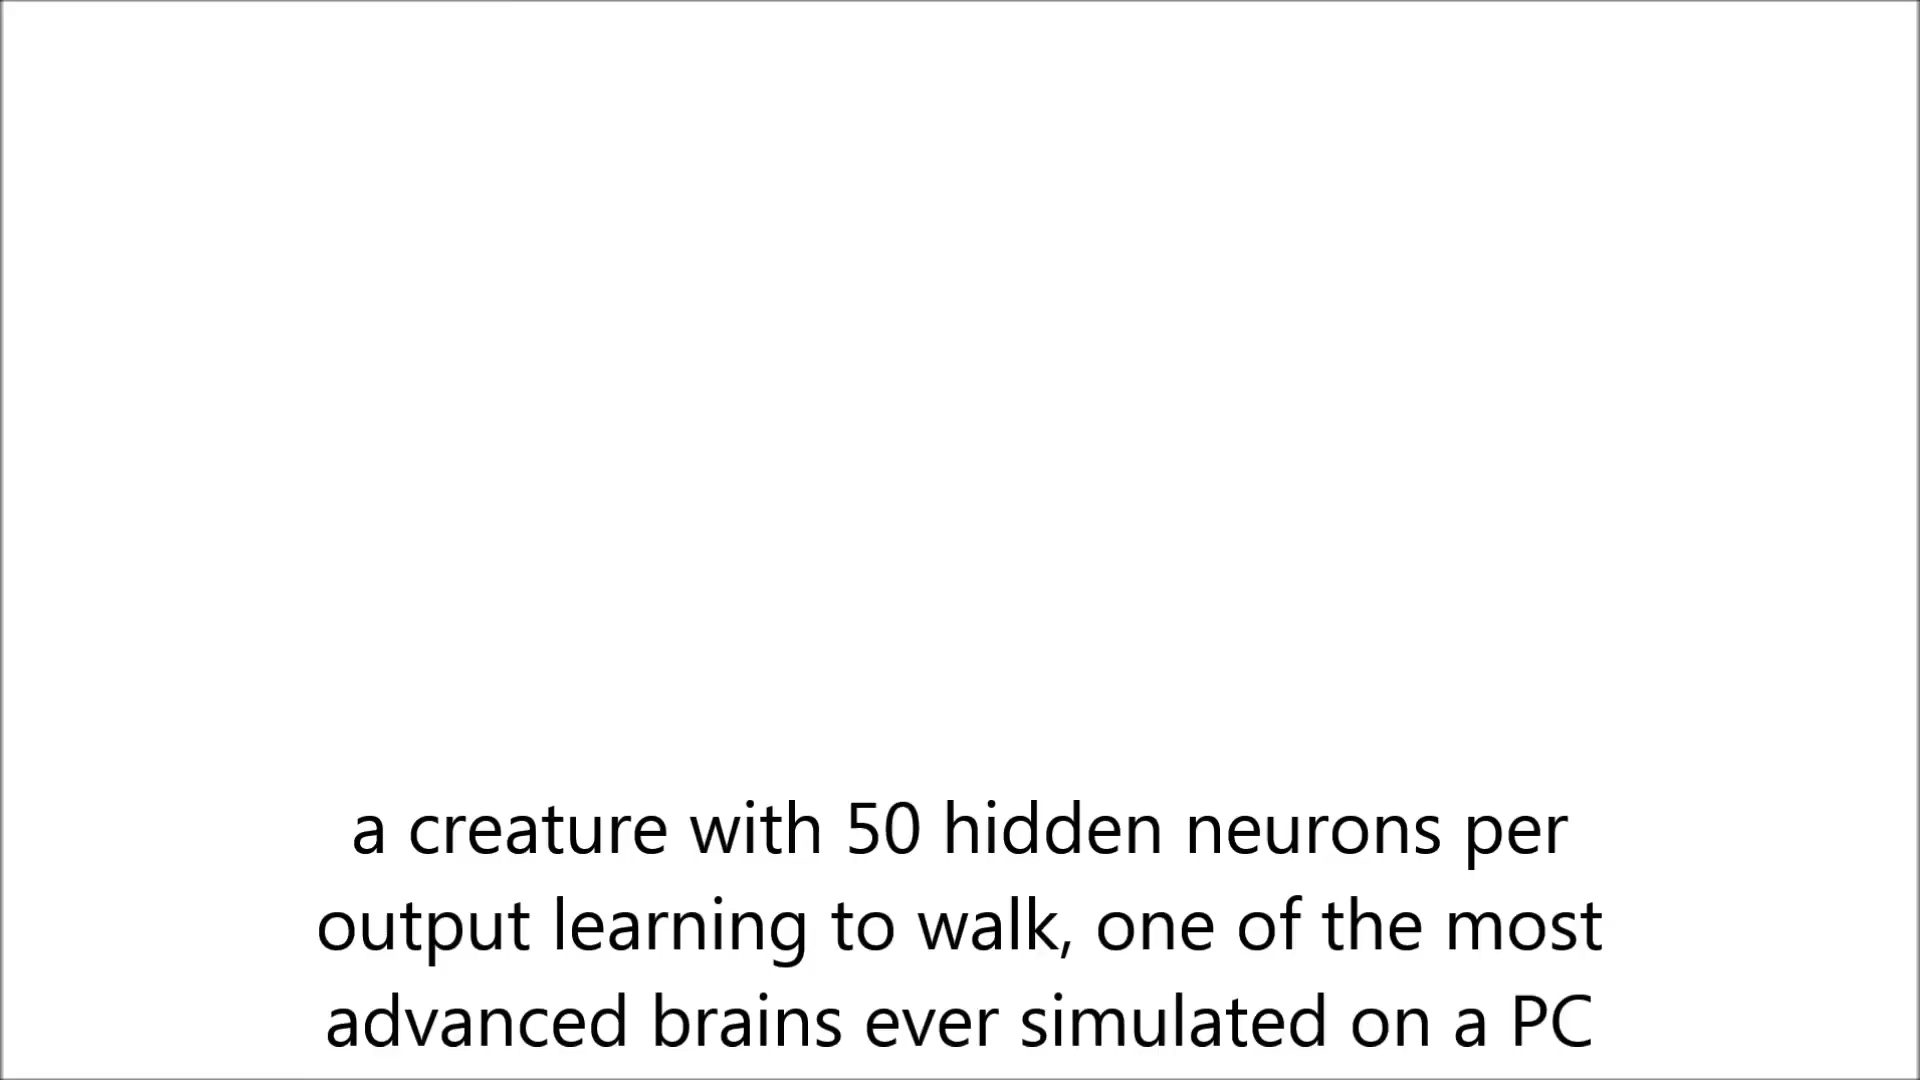 a creature with 50 hidden neurons per
output learning to walk, one of the most
advanced brains ever simulated on a PC